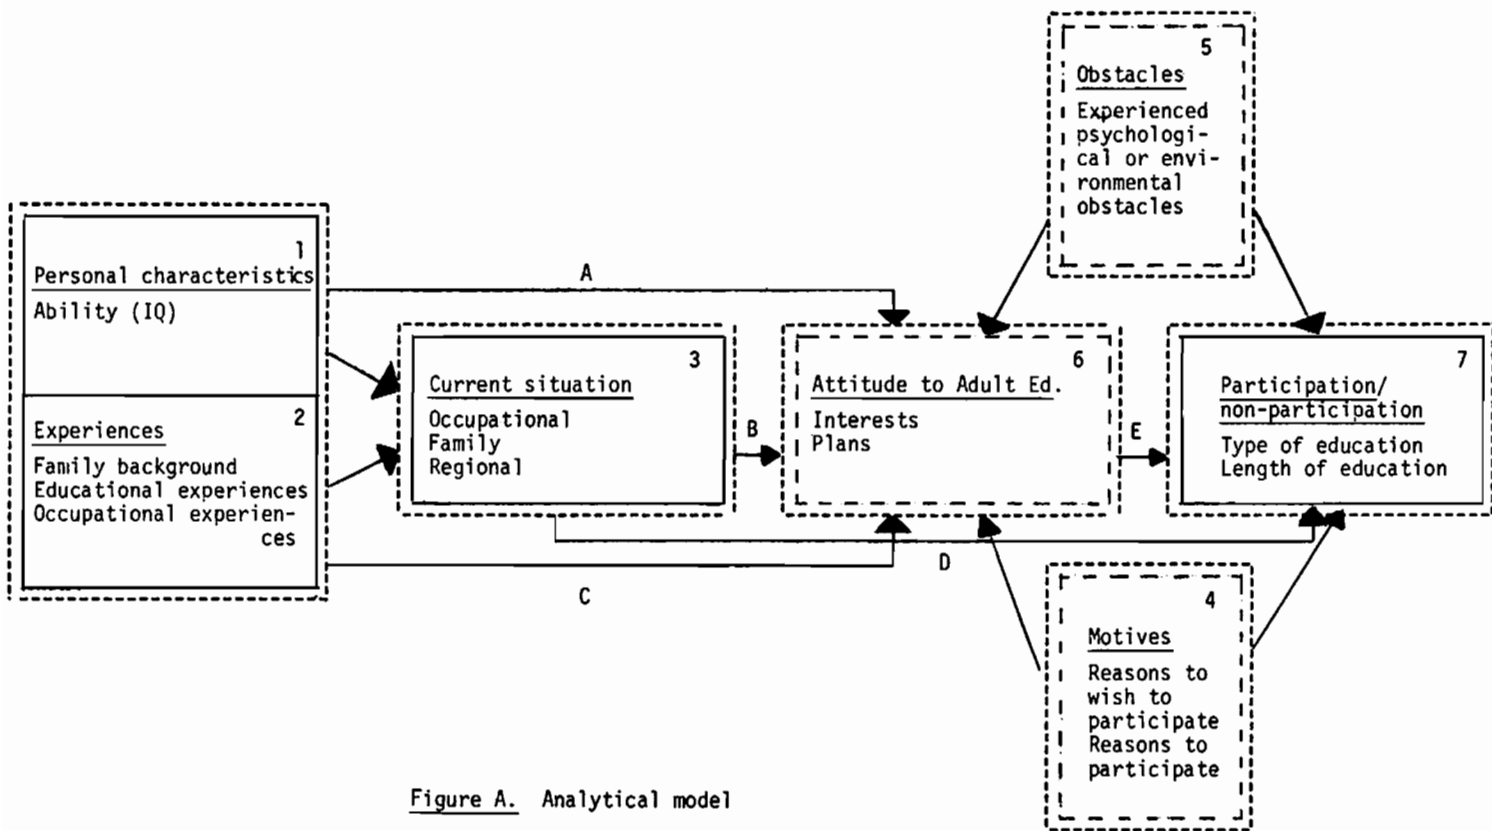 1
Personal characteristics
Ability (IQ)
2
Experiences
Family background
Educational experiences
Occupational experien-
ces
A
3
Current situation
Occupational
Family
Regional
B
C
5
Obstacles
Experienced
psychologi-
cal or envi-
ronmental
obstacles
6
Attitude to Adult Ed.
Interests
Plans
E
D
7
Participation/
non-participation
Type of education
Length of education
4
Motives
Reasons to
wish to
participate
Reasons to
participate
Figure A. Analytical model